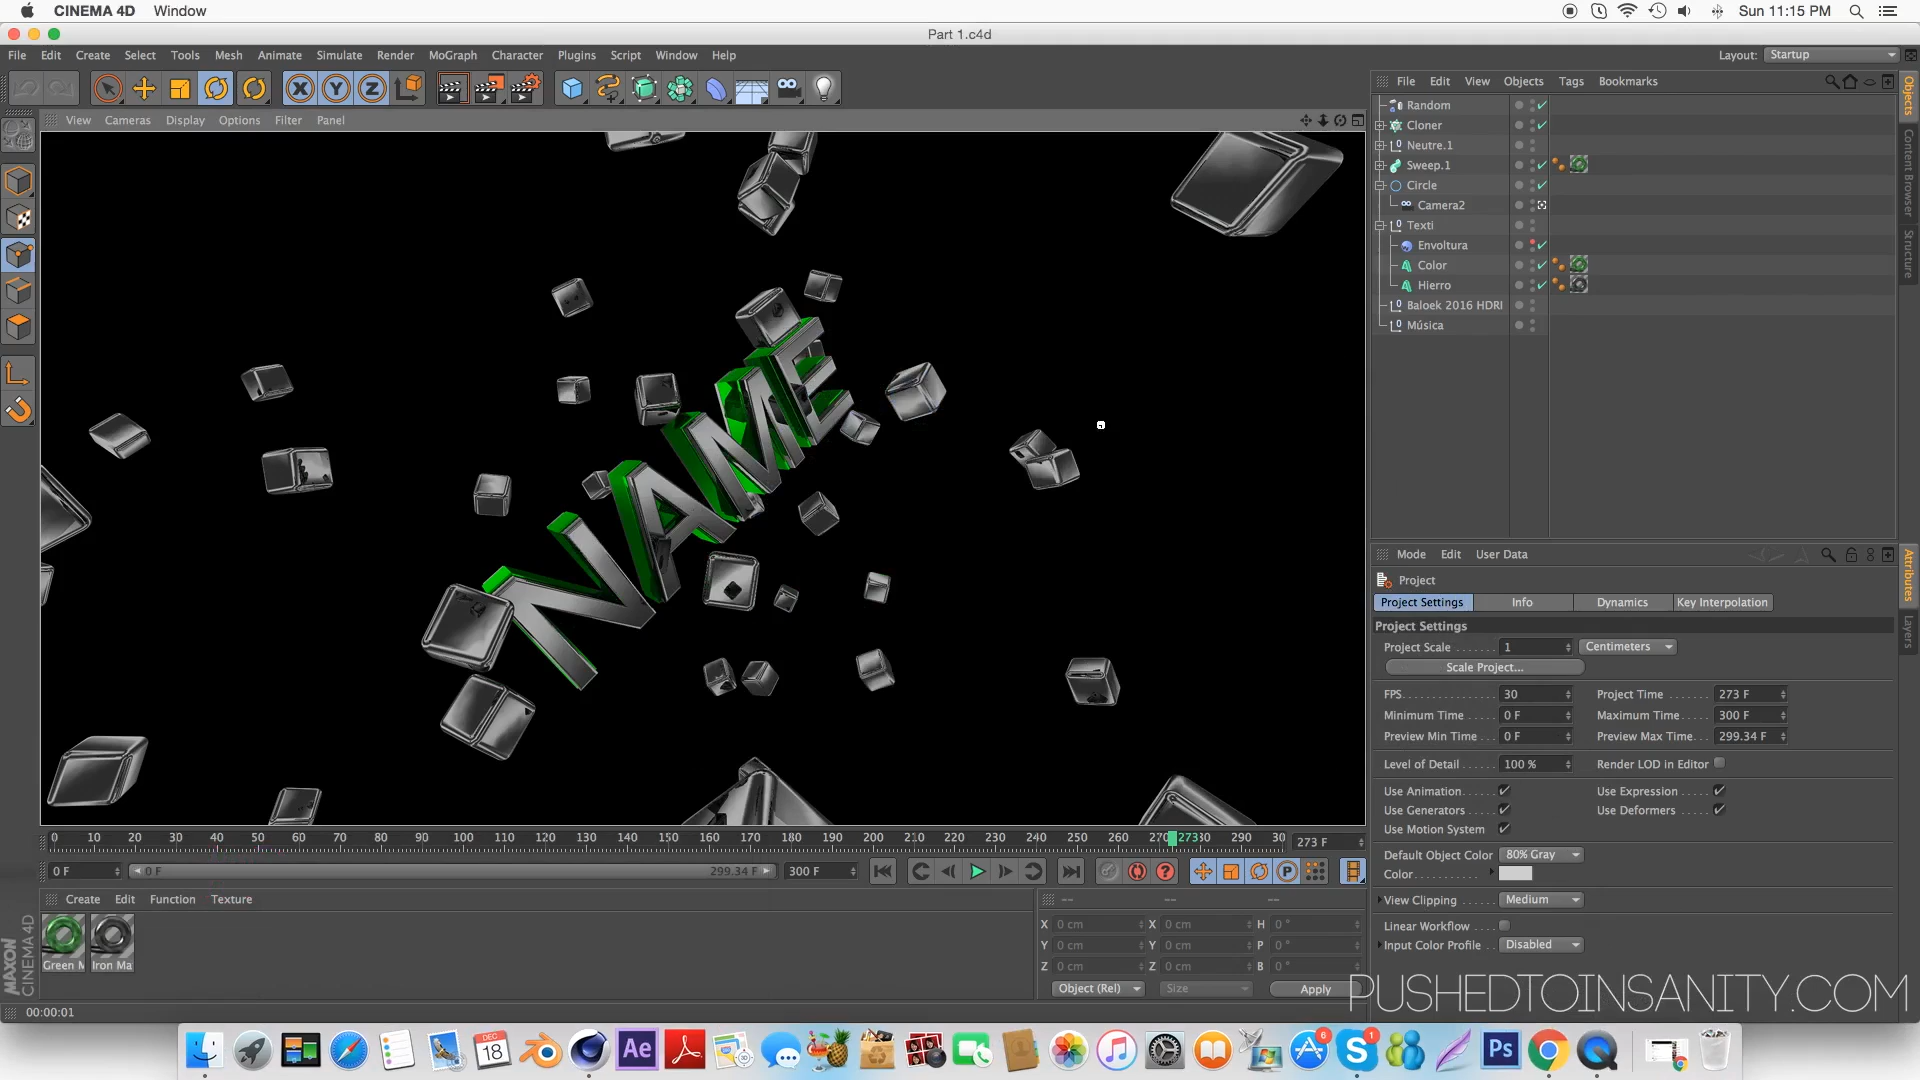 CINEMA 4D Window Sun 11:15 PM
Part 1.c4d
File Edit Create Select Tools Mesh Animate Simulate Render MoGraph Character Plugins Script Window Help Layout: Startup
File Edit View Objects Tags Bookmarks
View Cameras Display Options Filter Panel
Random
Cloner
Neutre.1
Sweep.1
Circle
Camera2
Texti
Envoltura
Color
Hierro
Baloek 2016 HDRI
Música
Objects
Content Browser
Structure
NAME
Mode Edit User Data
Project
Project Settings Info Dynamics Key Interpolation
Project Settings
Project Scale 1 Centimeters
Scale Project...
FPS 30 Project Time 273 F
Minimum Time 0 F Maximum Time 300 F
Preview Min Time 0 F Preview Max Time 299.34 F
Level of Detail 100 % Render LOD in Editor
Use Animation Use Expression
Use Generators Use Deformers
Use Motion System
Default Object Color 80% Gray
Color
View Clipping Medium
Linear Workflow
Input Color Profile Disabled
Attributes
Layers
0 10 20 30 40 50 60 70 80 90 100 110 120 130 140 150 160 170 180 190 200 210 220 230 240 250 260 270 273 80 290 30 273 F
0 F 0 F 299.34 F 300 F
Create Edit Function Texture
-- -- --
X 0 cm X 0 cm H 0 °
Y 0 cm Y 0 cm P 0 °
Z 0 cm Z 0 cm B 0 °
Object (Rel) Size Apply
Green M Iron Ma
MAXON CINEMA 4D
00:00:01
PUSHEDTOINSANITY.COM
DEC
18
Ae
6
1
Ps